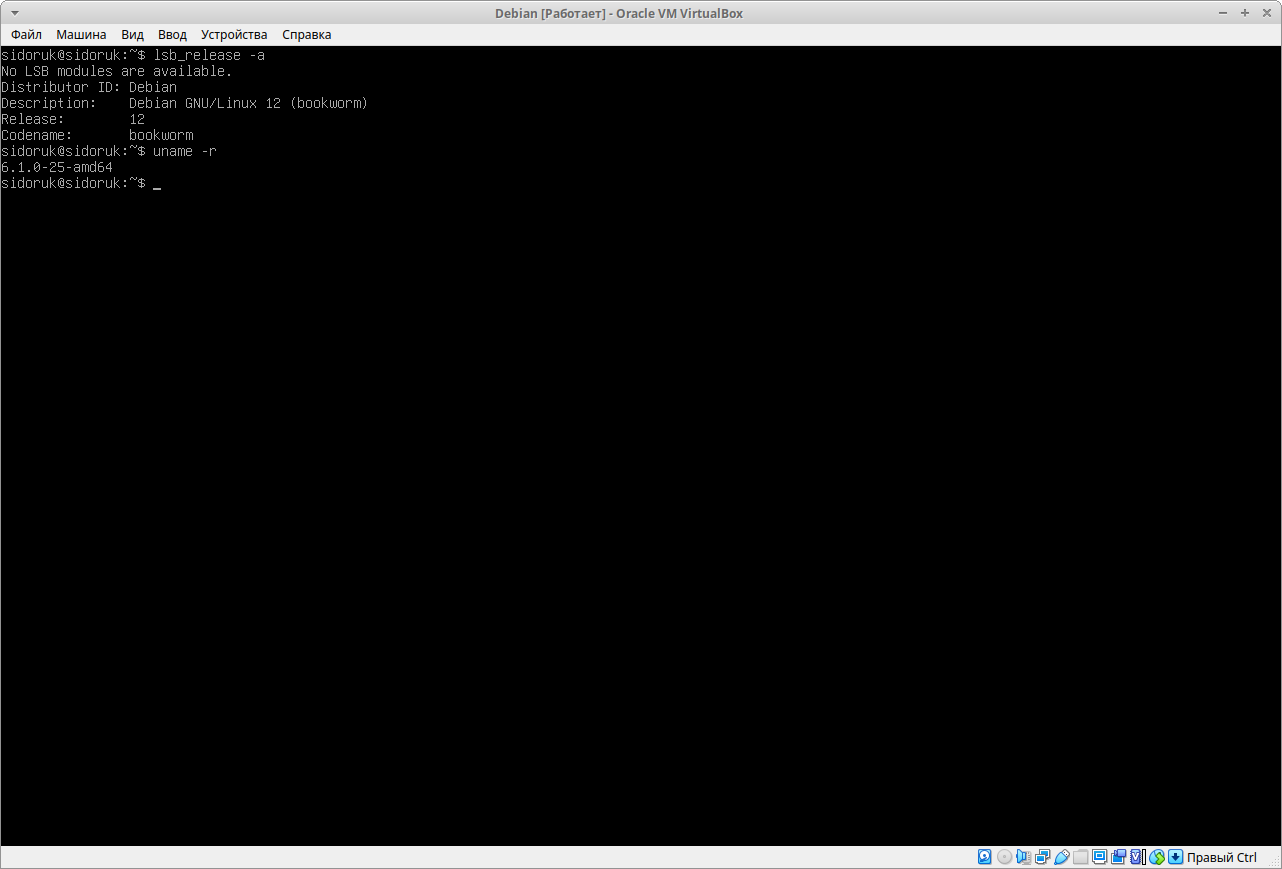 Debian [Работает] - Oracle VM VirtualBox
Файл Машина Вид Ввод Устройства Справка
sidoruk@sidoruk:~$ lsb_release -a
No LSB modules are available.
Distributor ID: Debian
Description:    Debian GNU/Linux 12 (bookworm)
Release:        12
Codename:       bookworm
sidoruk@sidoruk:~$ uname -r
6.1.0-25-amd64
sidoruk@sidoruk:~$ _
Правый Ctrl